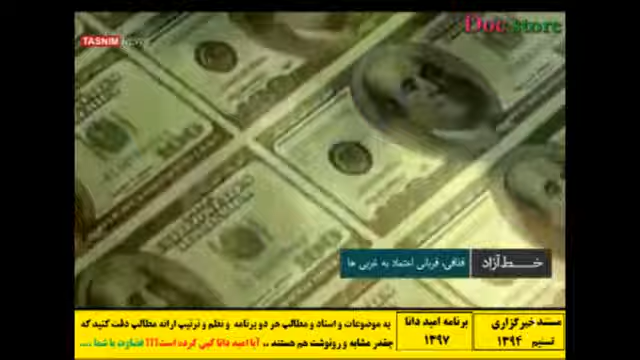 TASNIM NEWS
Doc-store
خط آزاد
قذافی، قربانی اعتماد به غربی ها
مستند خبرگزاری
تسنیم ۱۳۹۴
برنامه امید دانا
۱۳۹۷
به موضوعات و اسناد و مطالب هر دو برنامه و نظم و ترتیب ارائه مطالب دقت کنید که
چقدر مشابه و رونوشت هم هستند .. آیا امید دانا کپی کرده است؟!! قضاوت با شما ....